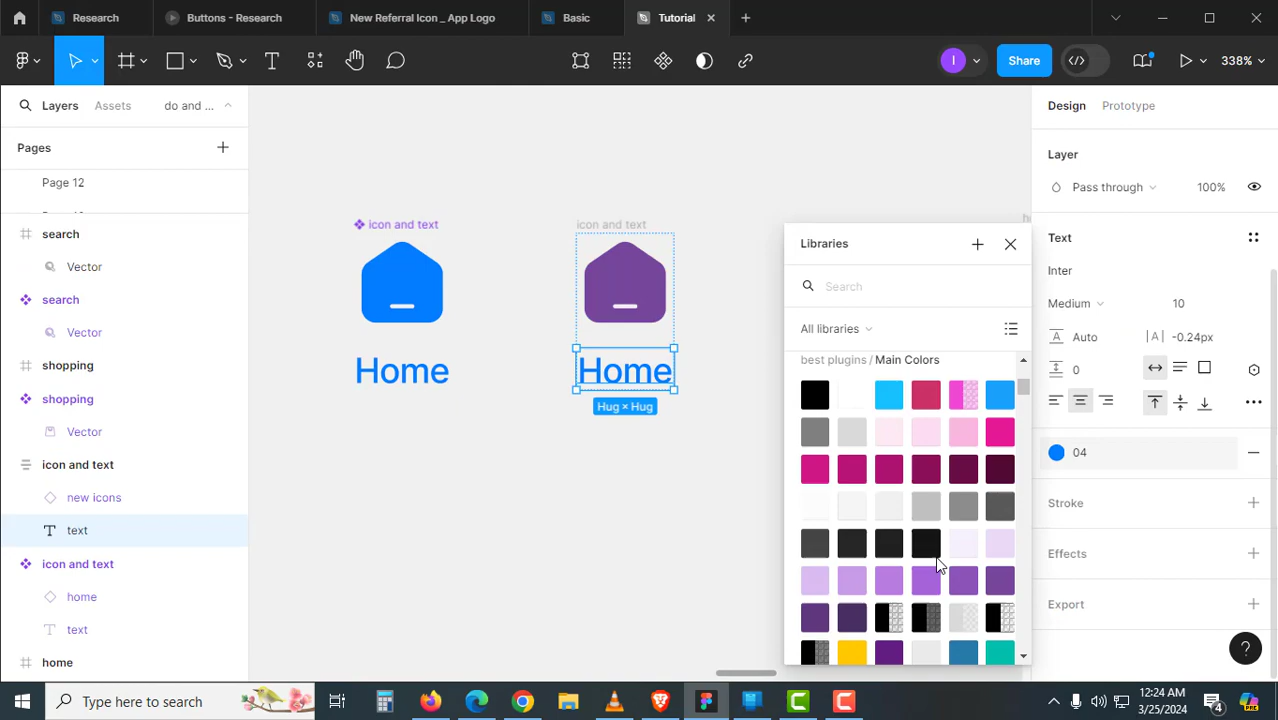 Research
Buttons - Research
New Referral Icon _ App Logo
Basic
Tutorial
I
Share
338%
Layers
Assets
do and ...
Design
Prototype
Pages
Page 12
search
Vector
search
Vector
shopping
shopping
Vector
icon and text
new icons
text
icon and text
home
text
home
icon and text
Home
icon and text
Home
Hug × Hug
Libraries
Search
All libraries
best plugins / Main Colors
Layer
Pass through
100%
Text
Inter
Medium
10
Auto
|A| -0.24px
0
04
Stroke
Effects
Export
?
Type here to search
12:24 AM
3/25/2024
4
PRE